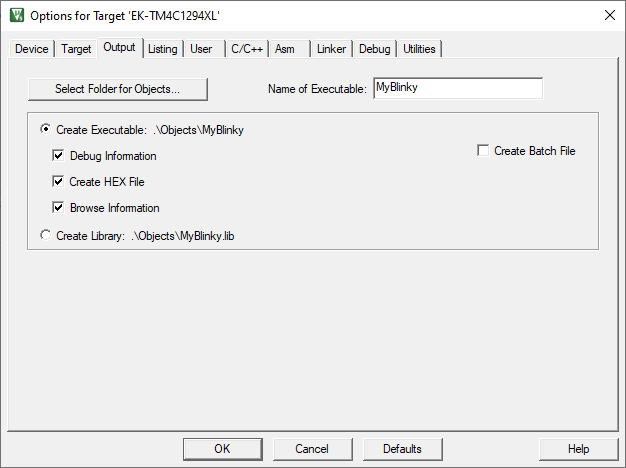 Options for Target 'EK-TM4C1294XL'
Device Target Output Listing User C/C++ Asm Linker Debug Utilities
Select Folder for Objects... Name of Executable: MyBlinky
Create Executable: .\Objects\MyBlinky
Debug Information Create Batch File
Create HEX File
Browse Information
Create Library: .\Objects\MyBlinky.lib
OK Cancel Defaults Help